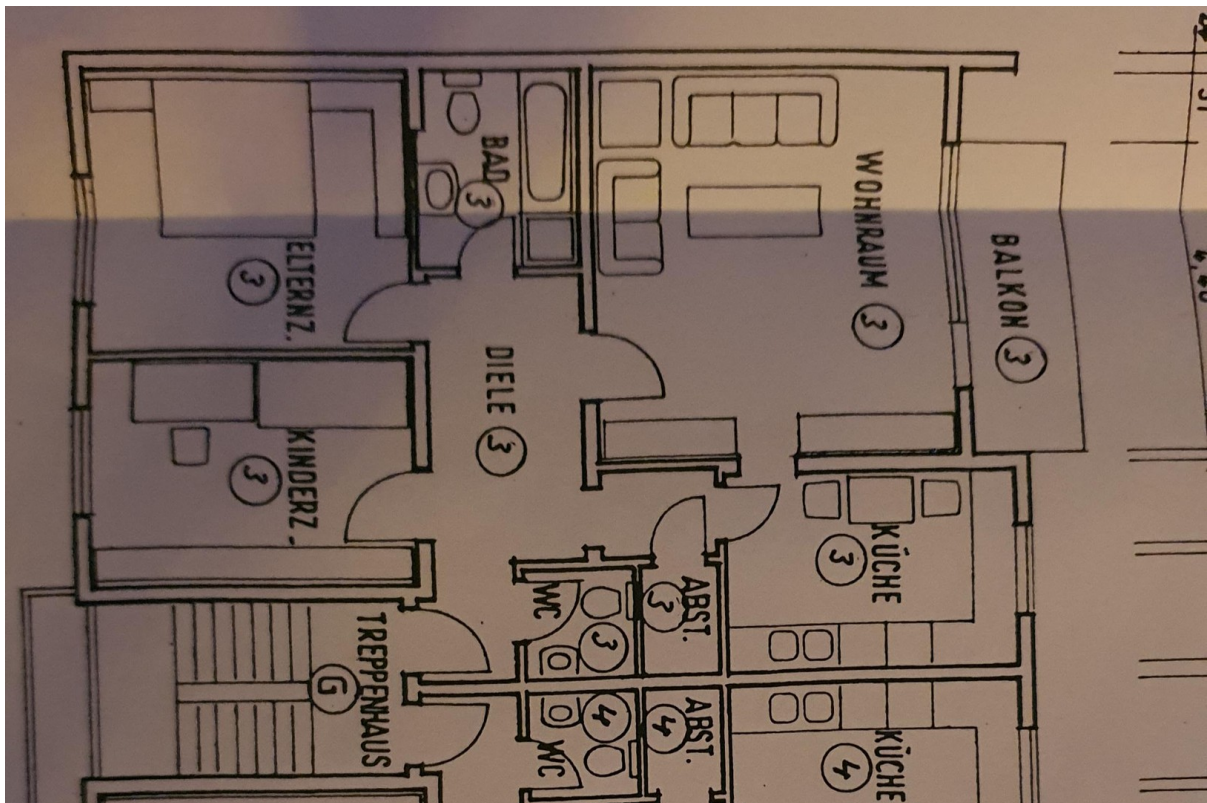 BAD
3
WOHNRAUM 3
BALKON 3
ELTERNZ.
3
DIELE 3
KINDERZ.
3
KÜCHE
3
ABST.
3
WC
3
TREPPENHAUS
G
WC
4
ABST.
4
KÜCHE
4